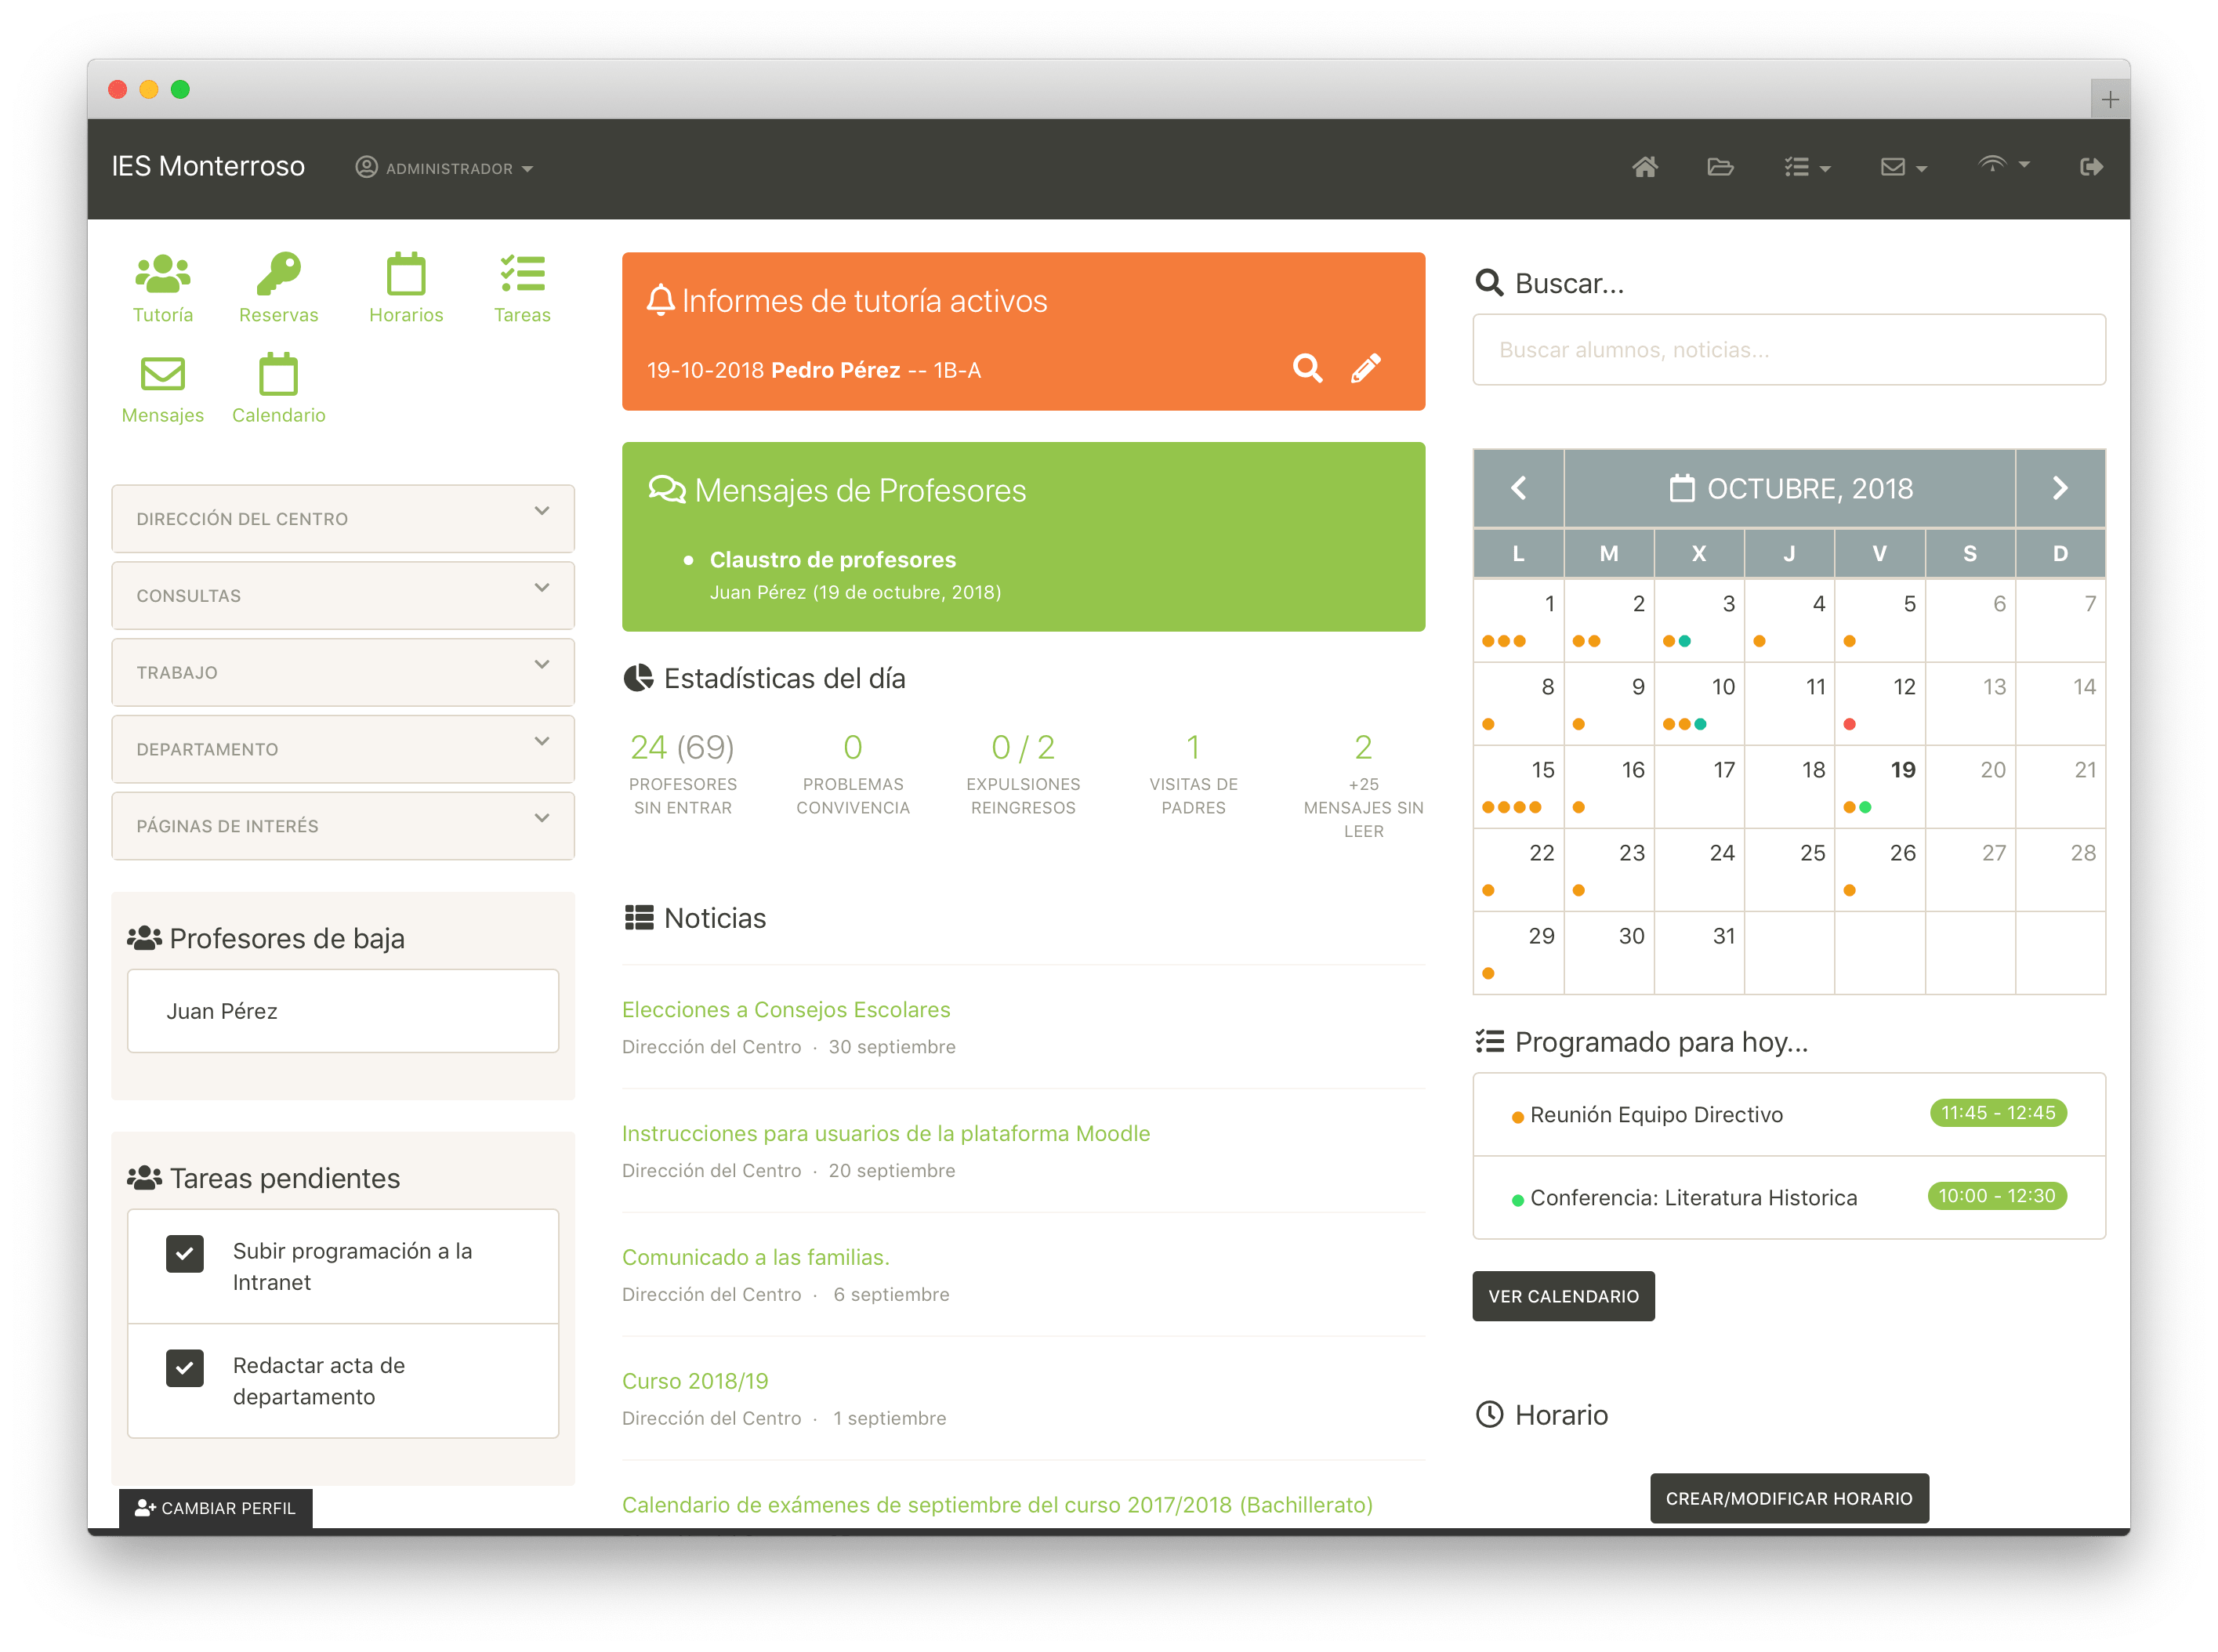 IES Monterroso
ADMINISTRADOR
Tutoría
Reservas
Horarios
Tareas
Mensajes
Calendario
DIRECCIÓN DEL CENTRO
CONSULTAS
TRABAJO
DEPARTAMENTO
PÁGINAS DE INTERÉS
Profesores de baja
Juan Pérez
Tareas pendientes
Subir programación a la
Intranet
Redactar acta de
departamento
CAMBIAR PERFIL
Informes de tutoría activos
19-10-2018 Pedro Pérez -- 1B-A
Mensajes de Profesores
• Claustro de profesores
Juan Pérez (19 de octubre, 2018)
Estadísticas del día
24 (69)
PROFESORES
SIN ENTRAR
0
PROBLEMAS
CONVIVENCIA
0 / 2
EXPULSIONES
REINGRESOS
1
VISITAS DE
PADRES
2
+25
MENSAJES SIN
LEER
Noticias
Elecciones a Consejos Escolares
Dirección del Centro · 30 septiembre
Instrucciones para usuarios de la plataforma Moodle
Dirección del Centro · 20 septiembre
Comunicado a las familias.
Dirección del Centro · 6 septiembre
Curso 2018/19
Dirección del Centro · 1 septiembre
Calendario de exámenes de septiembre del curso 2017/2018 (Bachillerato)
Buscar...
Buscar alumnos, noticias...
OCTUBRE, 2018
L M X J V S D
1 2 3 4 5 6 7
8 9 10 11 12 13 14
15 16 17 18 19 20 21
22 23 24 25 26 27 28
29 30 31
Programado para hoy...
Reunión Equipo Directivo 11:45 - 12:45
Conferencia: Literatura Historica 10:00 - 12:30
VER CALENDARIO
Horario
CREAR/MODIFICAR HORARIO